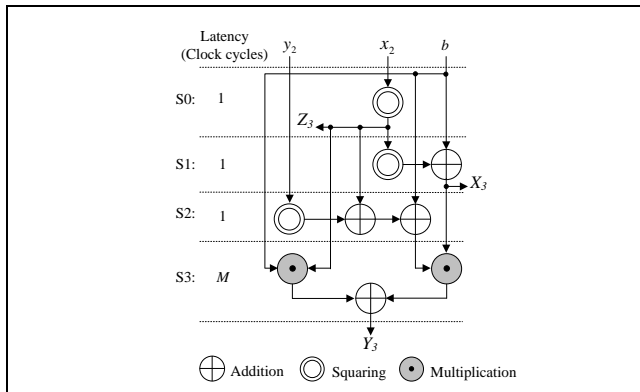 Latency
(Clock cycles)
y2 x2 b
S0: 1
Z3
S1: 1
X3
S2: 1
S3: M
Y3
Addition Squaring Multiplication